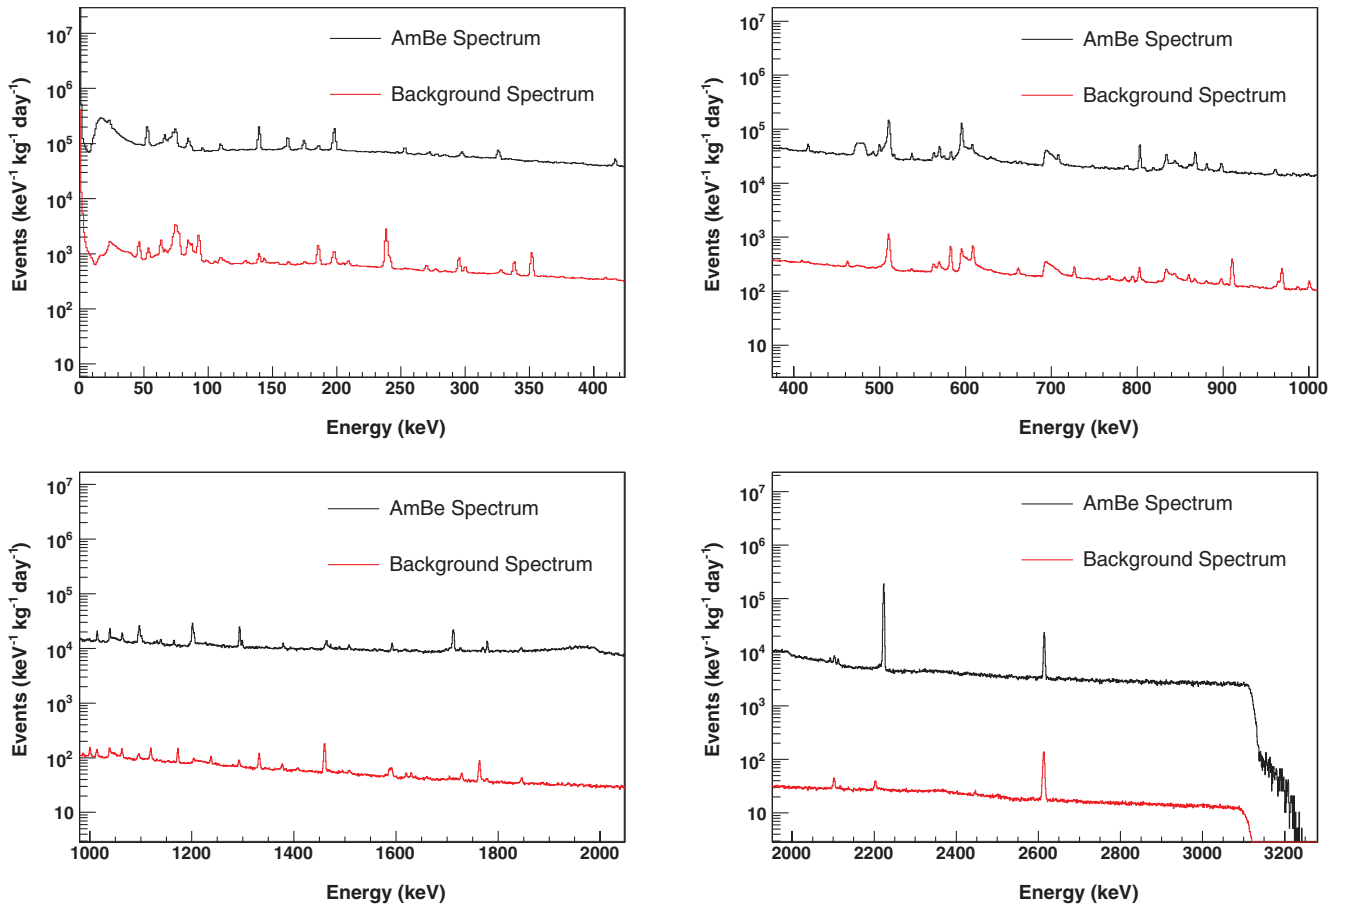 AmBe Spectrum
Background Spectrum
Events (keV⁻¹ kg⁻¹ day⁻¹)
10⁷
10⁶
10⁵
10⁴
10³
10²
10
0 50 100 150 200 250 300 350 400
Energy (keV)
AmBe Spectrum
Background Spectrum
Events (keV⁻¹ kg⁻¹ day⁻¹)
10⁷
10⁶
10⁵
10⁴
10³
10²
10
400 500 600 700 800 900 1000
Energy (keV)
AmBe Spectrum
Background Spectrum
Events (keV⁻¹ kg⁻¹ day⁻¹)
10⁷
10⁶
10⁵
10⁴
10³
10²
10
1000 1200 1400 1600 1800 2000
Energy (keV)
AmBe Spectrum
Background Spectrum
Events (keV⁻¹ kg⁻¹ day⁻¹)
10⁷
10⁶
10⁵
10⁴
10³
10²
10
2000 2200 2400 2600 2800 3000 3200
Energy (keV)